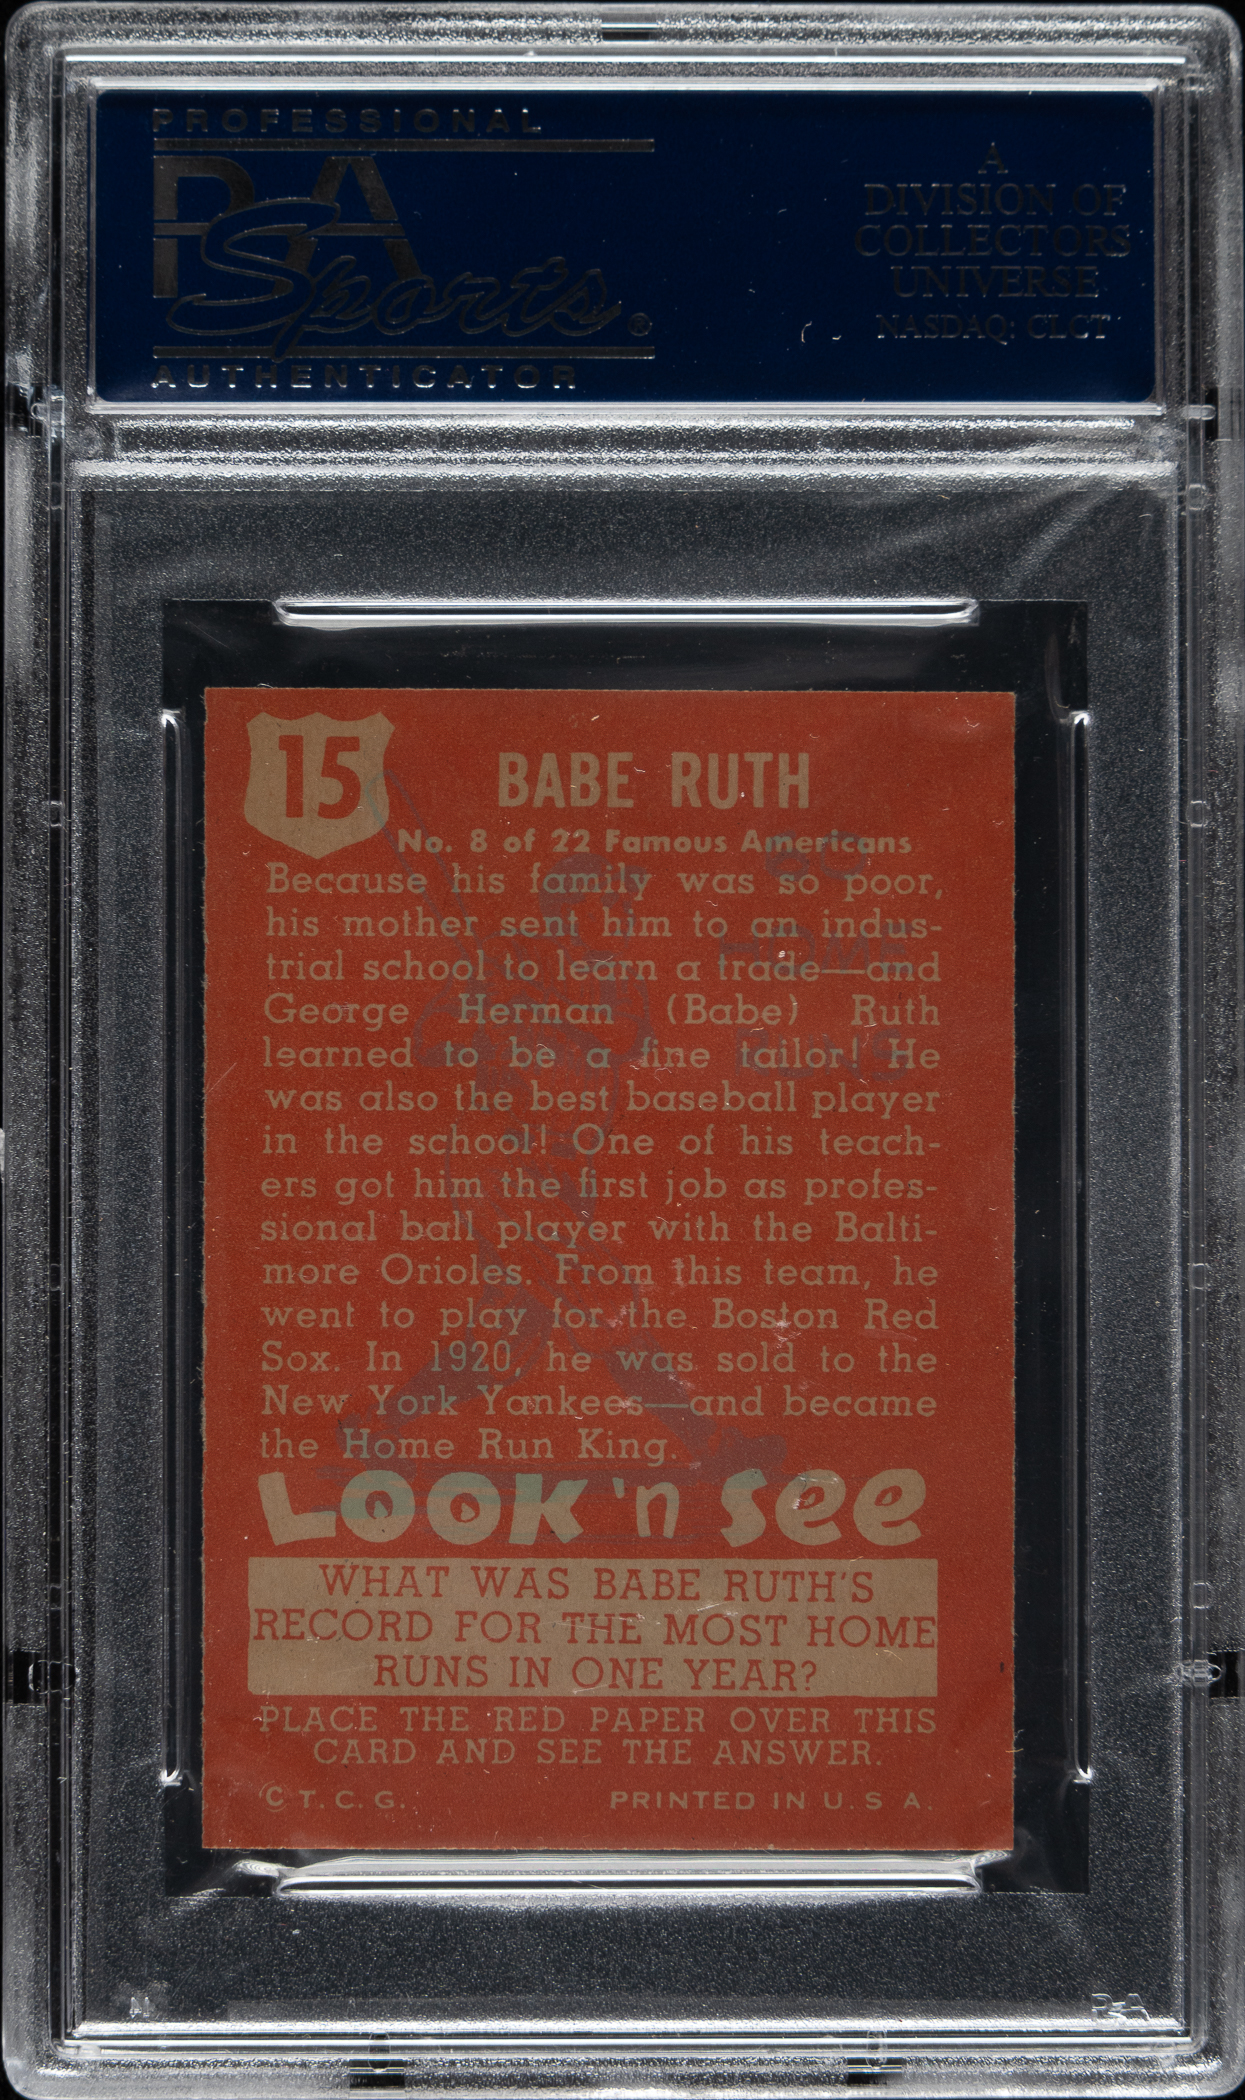 PROFESSIONAL
PSA
Sports®
AUTHENTICATOR
A
DIVISION OF
COLLECTORS
UNIVERSE
NASDAQ: CLCT
15
BABE RUTH
No. 8 of 22 Famous Americans
Because his family was so poor,
his mother sent him to an indus-
trial school to learn a trade—and
George Herman (Babe) Ruth
learned to be a fine tailor! He
was also the best baseball player
in the school! One of his teach-
ers got him the first job as profes-
sional ball player with the Balti-
more Orioles. From this team, he
went to play for the Boston Red
Sox. In 1920, he was sold to the
New York Yankees—and became
the Home Run King.
60
HOME
RUNS
LOOK 'n See
WHAT WAS BABE RUTH'S
RECORD FOR THE MOST HOME
RUNS IN ONE YEAR?
PLACE THE RED PAPER OVER THIS
CARD AND SEE THE ANSWER.
© T. C. G.
PRINTED IN U. S A.
PSA